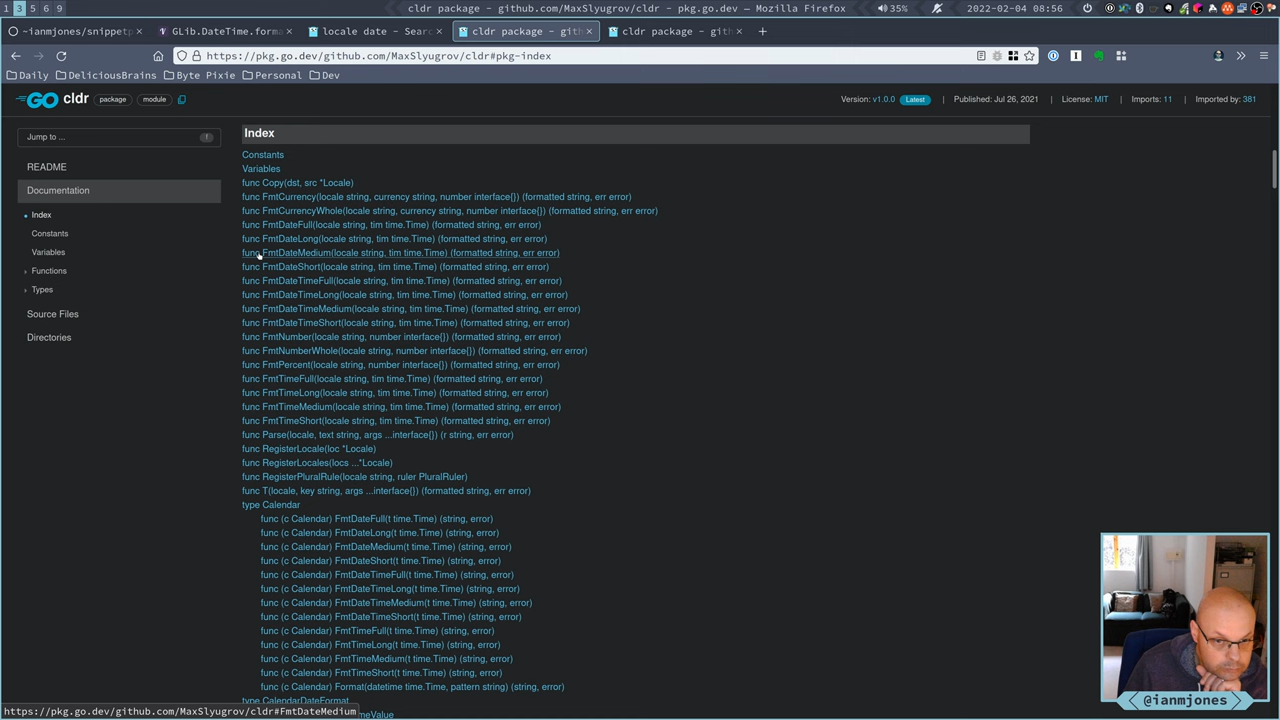 1 3 5 6 9
cldr package - github.com/MaxSlyugrov/cldr - pkg.go.dev — Mozilla Firefox
35%
2022-02-04 08:56
~ianmjones/snippetp
GLib.DateTime.forma
locale date - Searc
cldr package - gith
cldr package - gith
https://pkg.go.dev/github.com/MaxSlyugrov/cldr#pkg-index
Daily
DeliciousBrains
Byte Pixie
Personal
Dev
GO
cldr
package
module
Version: v1.0.0
Latest
Published: Jul 26, 2021
License: MIT
Imports: 11
Imported by: 381
Jump to ...
f
README
Documentation
Index
Constants
Variables
Functions
Types
Source Files
Directories
Index
Constants
Variables
func Copy(dst, src *Locale)
func FmtCurrency(locale string, currency string, number interface{}) (formatted string, err error)
func FmtCurrencyWhole(locale string, currency string, number interface{}) (formatted string, err error)
func FmtDateFull(locale string, tim time.Time) (formatted string, err error)
func FmtDateLong(locale string, tim time.Time) (formatted string, err error)
func FmtDateMedium(locale string, tim time.Time) (formatted string, err error)
func FmtDateShort(locale string, tim time.Time) (formatted string, err error)
func FmtDateTimeFull(locale string, tim time.Time) (formatted string, err error)
func FmtDateTimeLong(locale string, tim time.Time) (formatted string, err error)
func FmtDateTimeMedium(locale string, tim time.Time) (formatted string, err error)
func FmtDateTimeShort(locale string, tim time.Time) (formatted string, err error)
func FmtNumber(locale string, number interface{}) (formatted string, err error)
func FmtNumberWhole(locale string, number interface{}) (formatted string, err error)
func FmtPercent(locale string, number interface{}) (formatted string, err error)
func FmtTimeFull(locale string, tim time.Time) (formatted string, err error)
func FmtTimeLong(locale string, tim time.Time) (formatted string, err error)
func FmtTimeMedium(locale string, tim time.Time) (formatted string, err error)
func FmtTimeShort(locale string, tim time.Time) (formatted string, err error)
func Parse(locale, text string, args ...interface{}) (r string, err error)
func RegisterLocale(loc *Locale)
func RegisterLocales(locs ...*Locale)
func RegisterPluralRule(locale string, ruler PluralRuler)
func T(locale, key string, args ...interface{}) (formatted string, err error)
type Calendar
func (c Calendar) FmtDateFull(t time.Time) (string, error)
func (c Calendar) FmtDateLong(t time.Time) (string, error)
func (c Calendar) FmtDateMedium(t time.Time) (string, error)
func (c Calendar) FmtDateShort(t time.Time) (string, error)
func (c Calendar) FmtDateTimeFull(t time.Time) (string, error)
func (c Calendar) FmtDateTimeLong(t time.Time) (string, error)
func (c Calendar) FmtDateTimeMedium(t time.Time) (string, error)
func (c Calendar) FmtDateTimeShort(t time.Time) (string, error)
func (c Calendar) FmtTimeFull(t time.Time) (string, error)
func (c Calendar) FmtTimeLong(t time.Time) (string, error)
func (c Calendar) FmtTimeMedium(t time.Time) (string, error)
func (c Calendar) FmtTimeShort(t time.Time) (string, error)
func (c Calendar) Format(datetime time.Time, pattern string) (string, error)
type CalendarDateFormat
meValue
https://pkg.go.dev/github.com/MaxSlyugrov/cldr#FmtDateMedium
@ianmjones